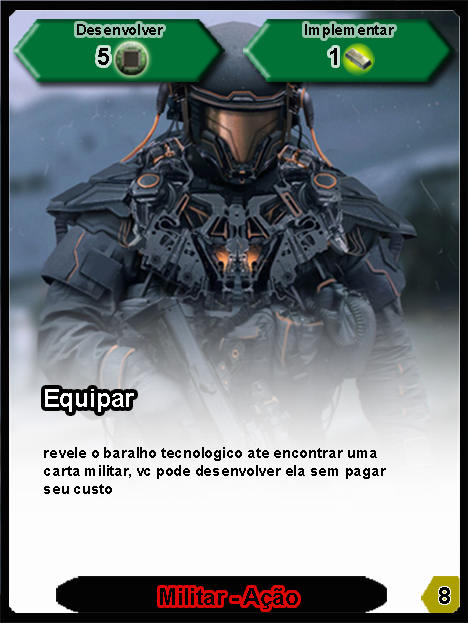 Desenvolver
5
Implementar
1
Equipar
revele o baralho tecnologico ate encontrar uma
carta militar, vc pode desenvolver ela sem pagar
seu custo
Militar - Ação
8